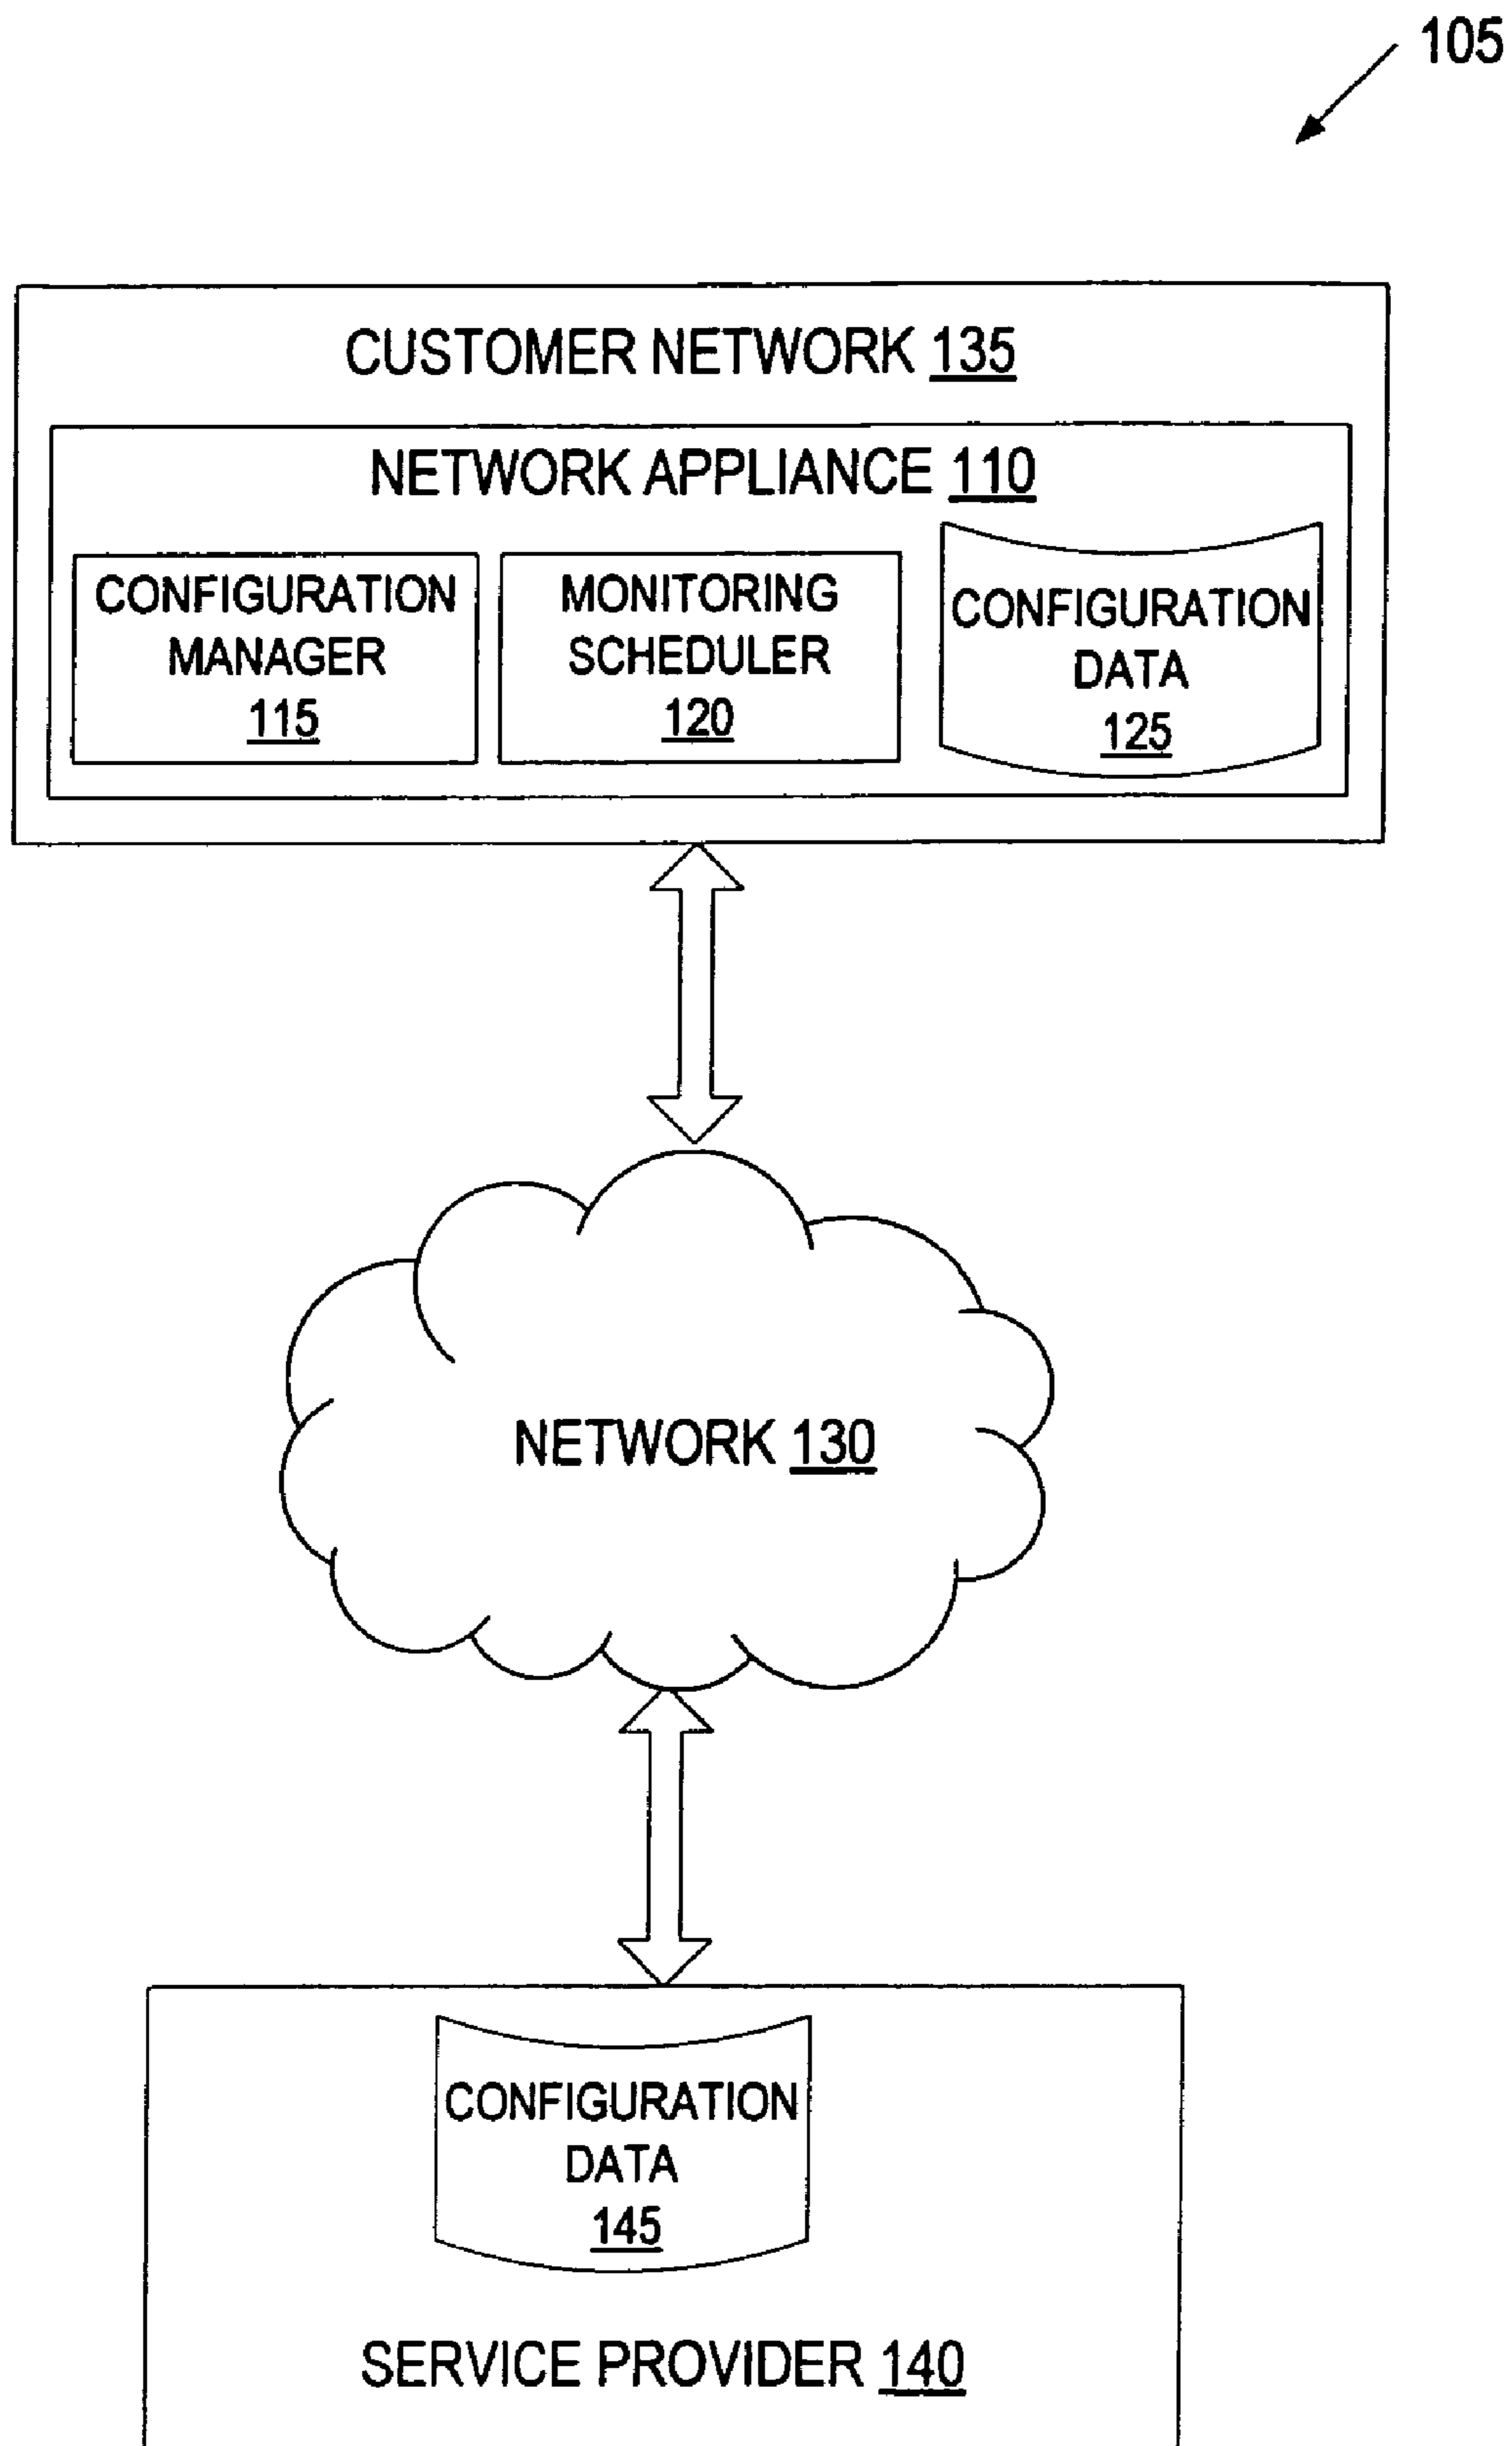 105
CUSTOMER NETWORK 135
NETWORK APPLIANCE 110
CONFIGURATION
MANAGER
115
MONITORING
SCHEDULER
120
CONFIGURATION
DATA
125
NETWORK 130
CONFIGURATION
DATA
145
SERVICE PROVIDER 140